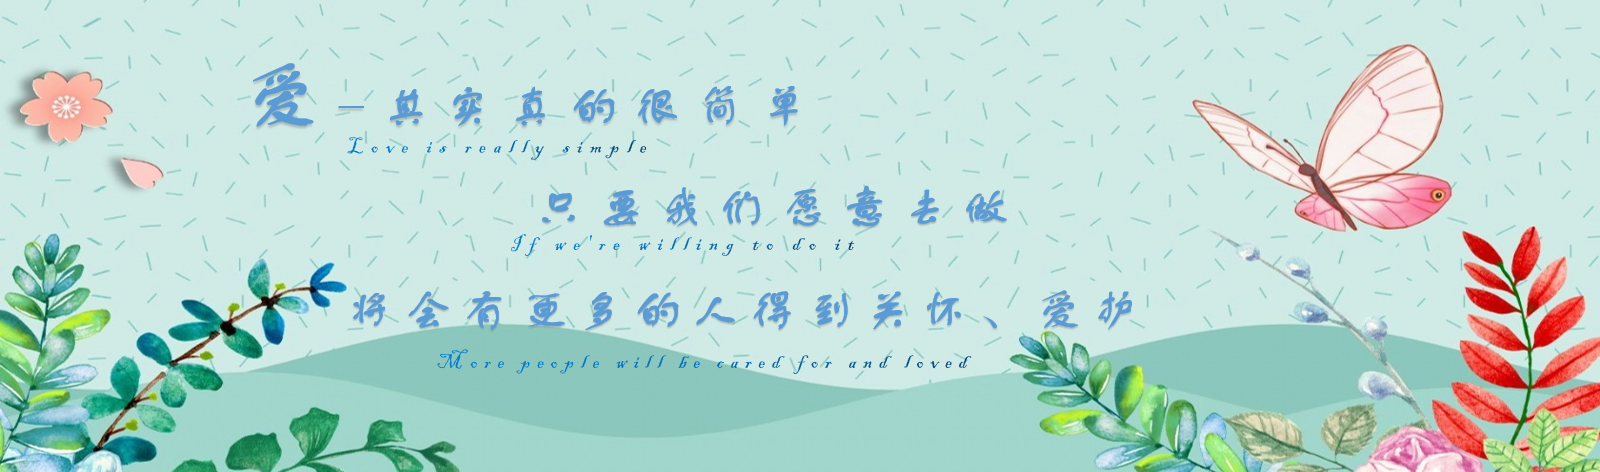 爱—其实真的很简单
Love is really simple
只要我们愿意去做
If we're willing to do it
将会有更多的人得到关怀、爱护
More people will be cared for and loved